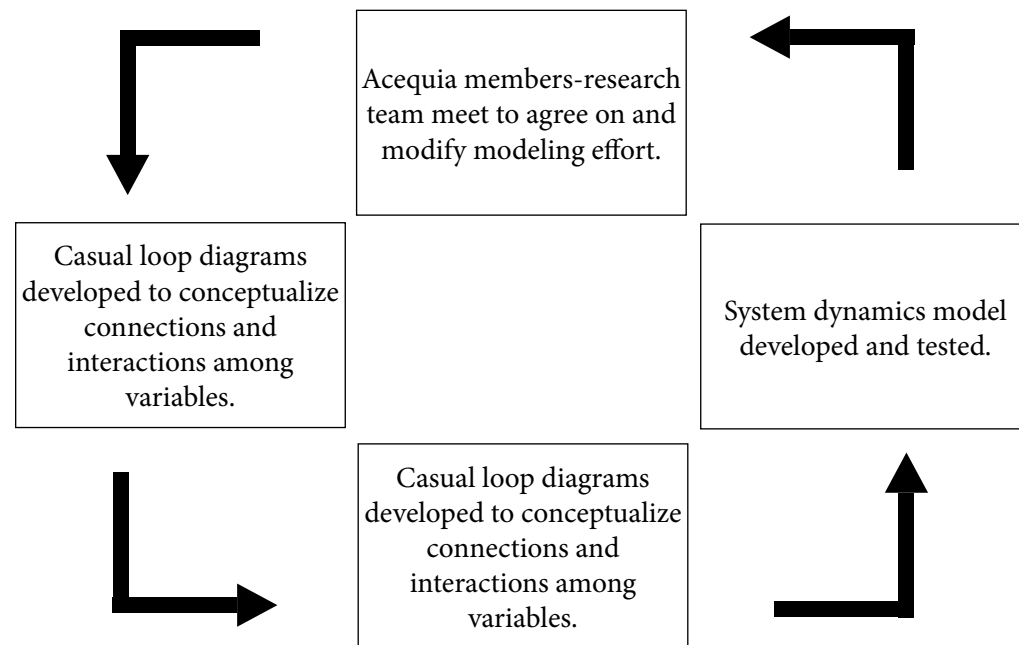 Acequia members-research
team meet to agree on and
modify modeling effort.
Casual loop diagrams
developed to conceptualize
connections and
interactions among
variables.
System dynamics model
developed and tested.
Casual loop diagrams
developed to conceptualize
connections and
interactions among
variables.